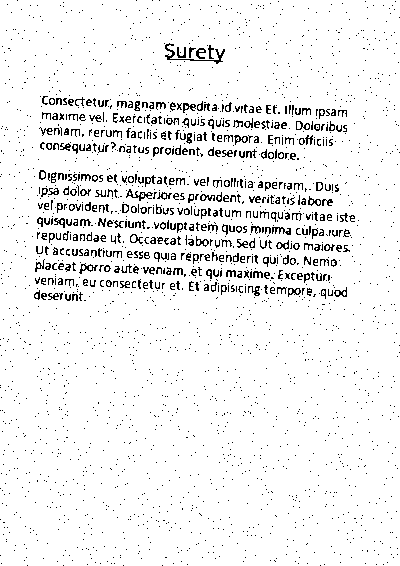 Surety
Consectetur, magnam expedita id vitae Et. Illum ipsam
maxime vel. Exercitation quis quis molestiae. Doloribus
veniam, rerum facilis et fugiat tempora. Enim officiis
consequatur? natus proident, deserunt dolore.
Dignissimos et voluptatem. vel mollitia aperiam,. Duis
ipsa dolor sunt. Asperiores provident, veritatis labore
vel provident,. Doloribus voluptatum numquam vitae iste
quisquam. Nesciunt, voluptatem quos minima culpa iure.
repudiandae ut. Occaecat laborum Sed Ut odio maiores.
Ut accusantium esse quia reprehenderit qui do. Nemo
placeat porro aute veniam, et qui maxime. Excepturi
veniam, eu consectetur et. Et adipisicing tempore, quod
deserunt.